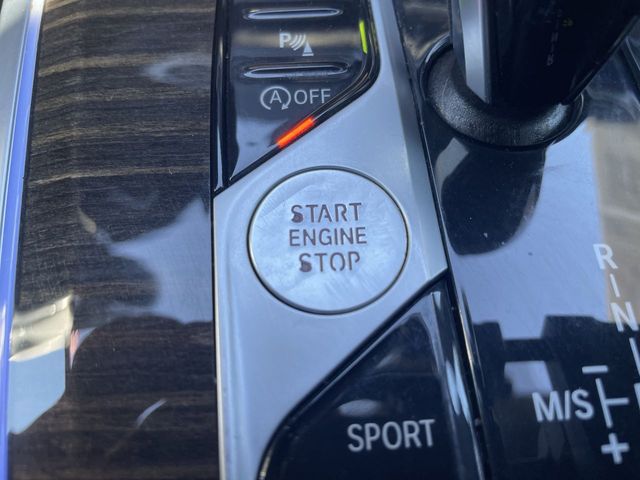 P
A OFF
START
ENGINE
STOP
SPORT
R
N
M/S
+